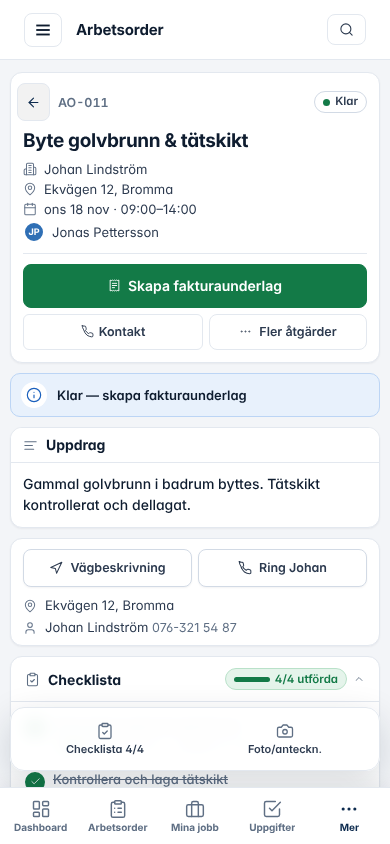 Arbetsorder
AO-011
Klar
Byte golvbrunn & tätskikt
Johan Lindström
Ekvägen 12, Bromma
ons 18 nov · 09:00–14:00
JP Jonas Pettersson
Skapa fakturaunderlag
Kontakt
Fler åtgärder
Klar — skapa fakturaunderlag
Uppdrag
Gammal golvbrunn i badrum byttes. Tätskikt
kontrollerat och dellagat.
Vägbeskrivning
Ring Johan
Ekvägen 12, Bromma
Johan Lindström 076-321 54 87
Checklista
4/4 utförda
Checklista 4/4
Foto/anteckn.
Kontrollera och laga tätskikt
Dashboard
Arbetsorder
Mina jobb
Uppgifter
Mer